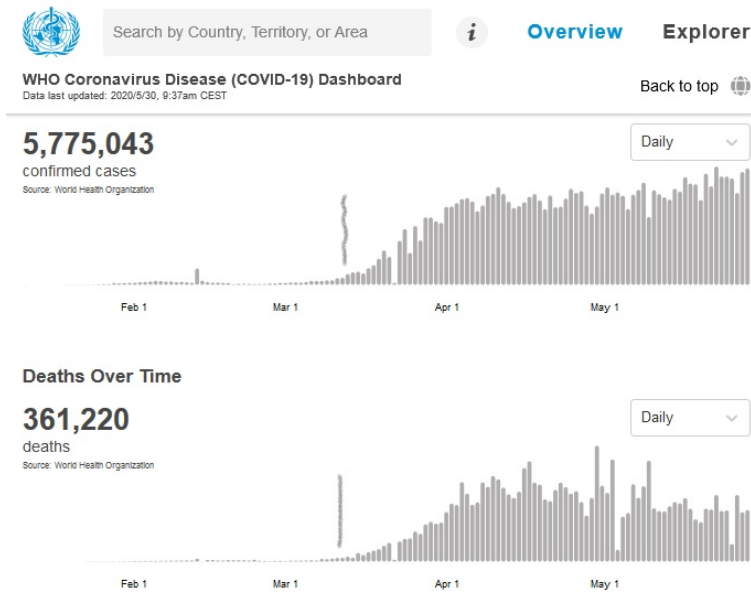 Search by Country, Territory, or Area
i
Overview
Explorer
WHO Coronavirus Disease (COVID-19) Dashboard
Data last updated: 2020/5/30, 9:37am CEST
Back to top
5,775,043
Daily
confirmed cases
Source: World Health Organization
Feb 1
Mar 1
Apr 1
May 1
Deaths Over Time
361,220
Daily
deaths
Source: World Health Organization
Feb 1
Mar 1
Apr 1
May 1